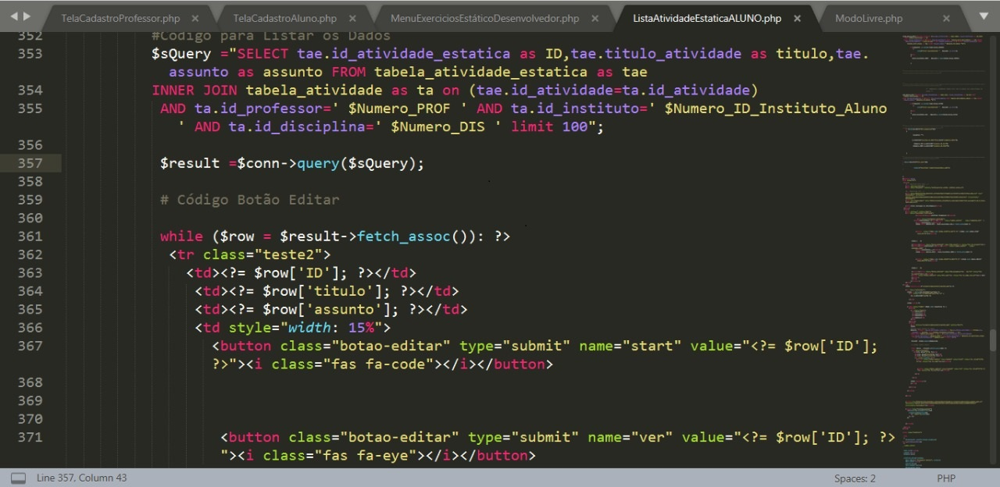 TelaCadastroProfessor.php × TelaCadastroAluno.php × MenuExerciciosEstáticoDesenvolvedor.php × ListaAtividadeEstaticaALUNO.php × ModoLivre.php ×
352 #Código para Listar os Dados
353 $sQuery ="SELECT tae.id_atividade_estatica as ID,tae.titulo_atividade as titulo,tae.
assunto as assunto FROM tabela_atividade_estatica as tae
354 INNER JOIN tabela_atividade as ta on (tae.id_atividade=ta.id_atividade)
355 AND ta.id_professor=' $Numero_PROF ' AND ta.id_instituto=' $Numero_ID_Instituto_Aluno
' AND ta.id_disciplina=' $Numero_DIS ' limit 100";
356
357 $result =$conn->query($sQuery);
358
359 # Código Botão Editar
360
361 while ($row = $result->fetch_assoc()): ?>
362 <tr class="teste2">
363 <td><?= $row['ID']; ?></td>
364 <td><?= $row['titulo']; ?></td>
365 <td><?= $row['assunto']; ?></td>
366 <td style="width: 15%">
367 <button class="botao-editar" type="submit" name="start" value="<?= $row['ID'];
?>"><i class="fas fa-code"></i></button>
368
369
370
371 <button class="botao-editar" type="submit" name="ver" value="<?= $row['ID']; ?>
"><i class="fas fa-eye"></i></button>
Line 357, Column 43 Spaces: 2 PHP